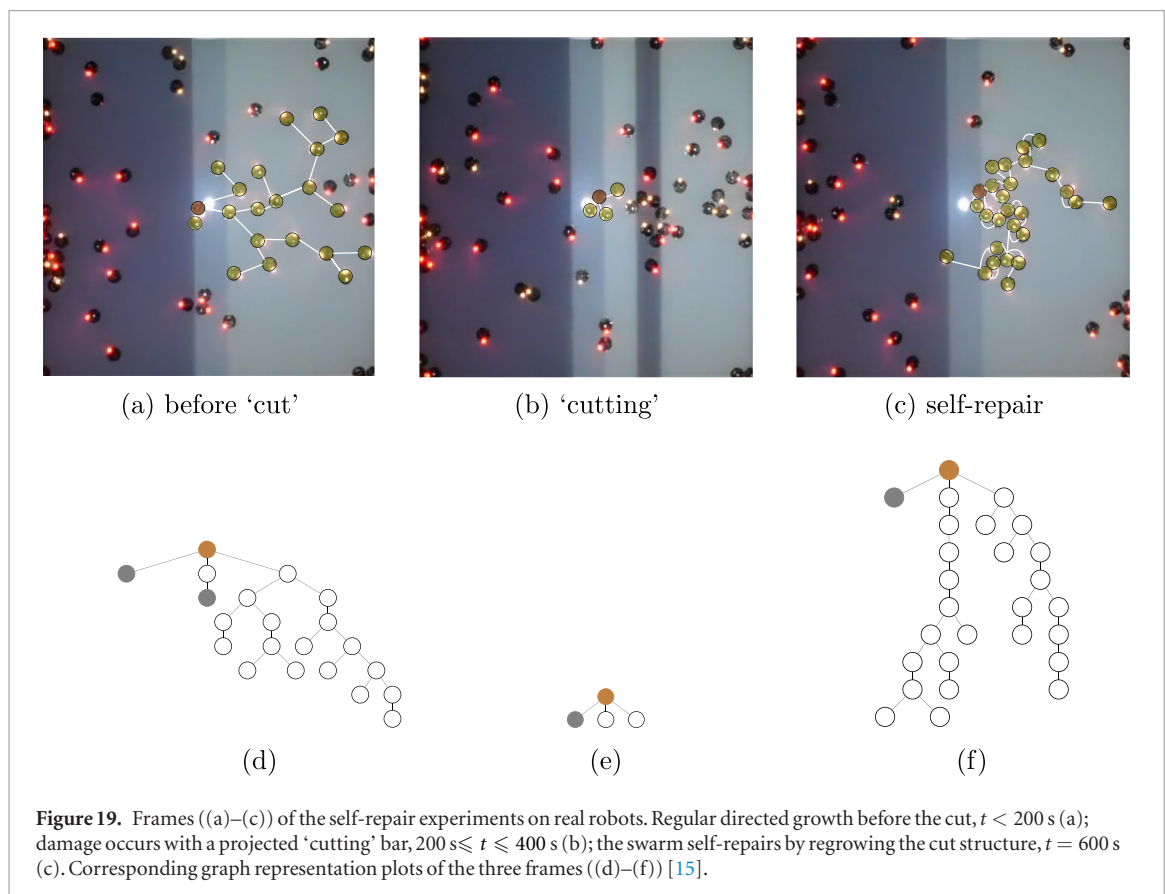 (a) before ‘cut’
(b) ‘cutting’
(c) self-repair
(d)
(e)
(f)
Figure 19. Frames ((a)–(c)) of the self-repair experiments on real robots. Regular directed growth before the cut, t < 200 s (a);
damage occurs with a projected ‘cutting’ bar, 200 s⩽ t ⩽ 400 s (b); the swarm self-repairs by regrowing the cut structure, t = 600 s
(c). Corresponding graph representation plots of the three frames ((d)–(f)) [15].